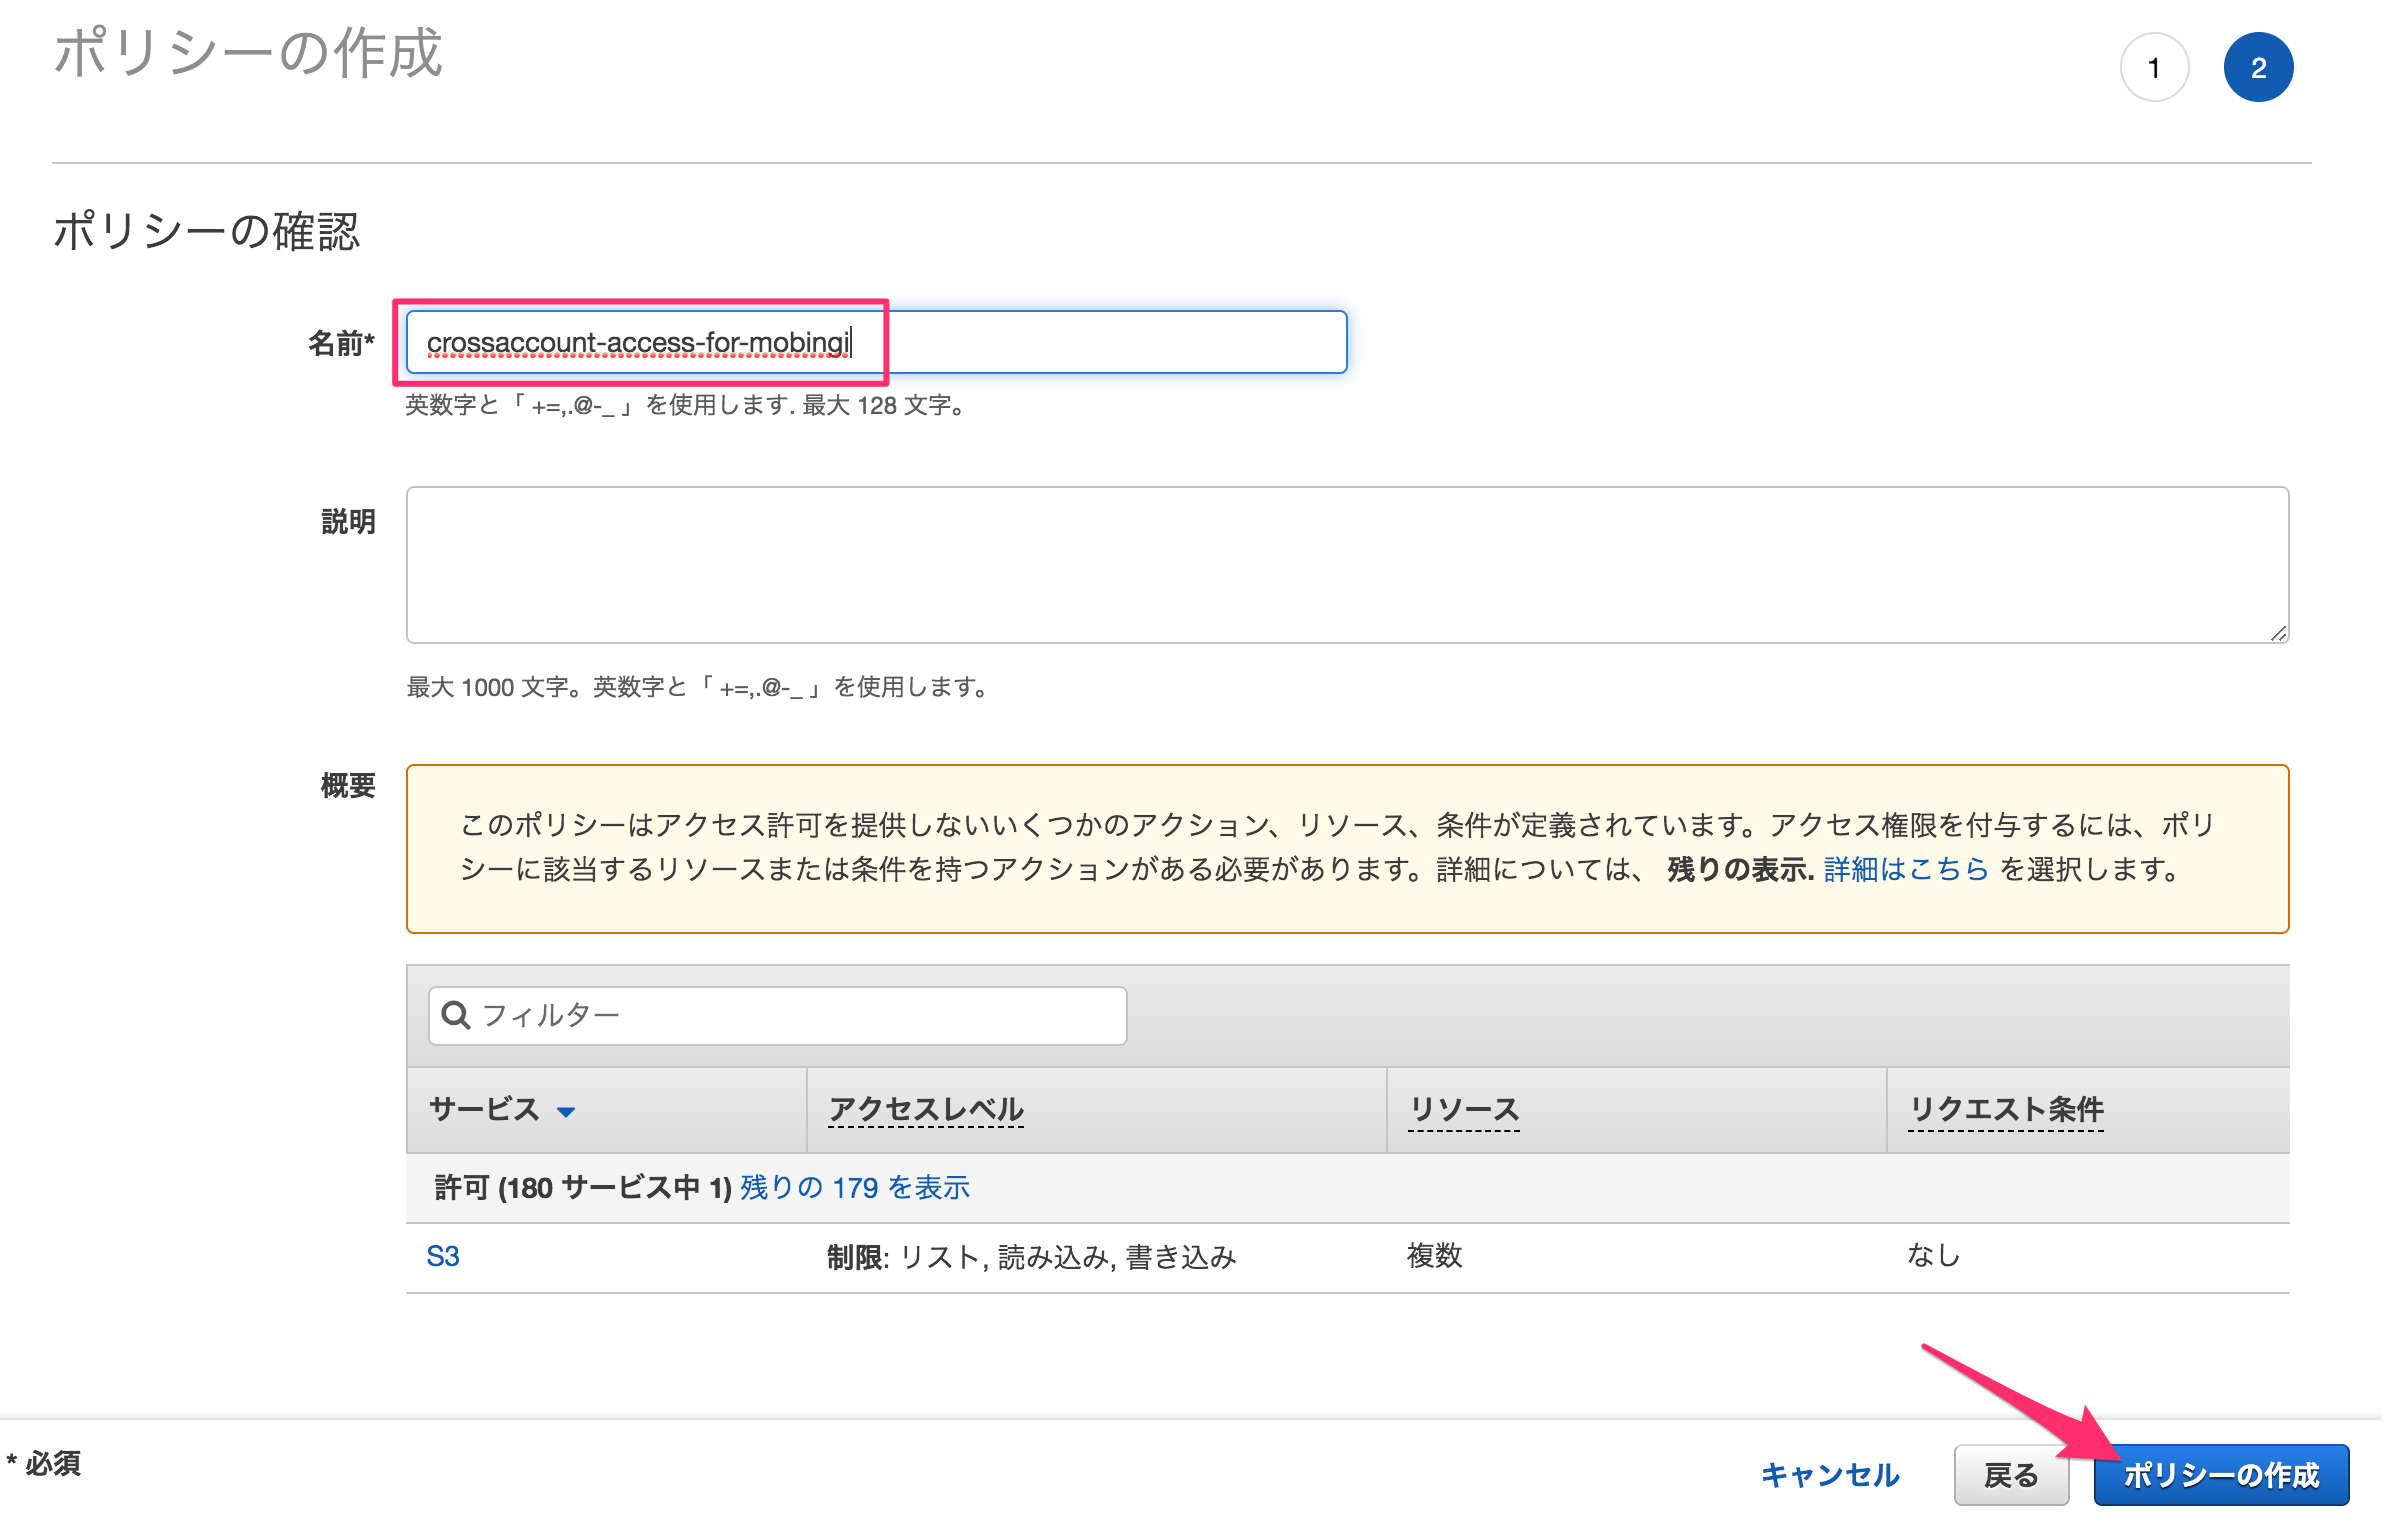 ポリシーの作成
1
2
ポリシーの確認
名前*
crossaccount-access-for-mobingi
英数字と「 +=,.@-_ 」を使用します. 最大 128 文字。
説明
最大 1000 文字。英数字と「 +=,.@-_ 」を使用します。
概要
このポリシーはアクセス許可を提供しないいくつかのアクション、リソース、条件が定義されています。アクセス権限を付与するには、ポリ
シーに該当するリソースまたは条件を持つアクションがある必要があります。詳細については、 残りの表示. 詳細はこちら を選択します。
フィルター
サービス アクセスレベル リソース リクエスト条件
許可 (180 サービス中 1) 残りの 179 を表示
S3 制限: リスト, 読み込み, 書き込み 複数 なし
* 必須
キャンセル 戻る ポリシーの作成